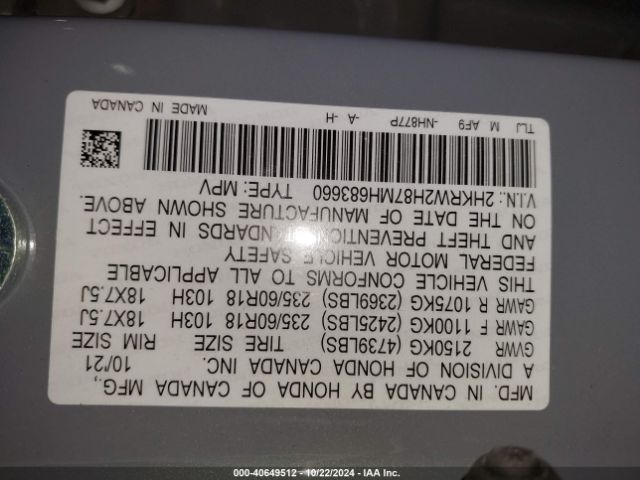 MFD. IN CANADA BY HONDA OF CANADA MFG.,
A DIVISION OF HONDA CANADA INC. 10/21
GVWR 2150KG (4739LBS) TIRE SIZE RIM SIZE
GAWR F 1100KG (2425LBS) 235/60R18 103H 18X7.5J
GAWR R 1075KG (2369LBS) 235/60R18 103H 18X7.5J
THIS VEHICLE CONFORMS TO ALL APPLICABLE
FEDERAL MOTOR VEHICLE SAFETY
AND THEFT PREVENTION STANDARDS IN EFFECT
ON THE DATE OF MANUFACTURE SHOWN ABOVE.
V.I.N.: 2HKRW2H87MH683660 TYPE: MPV
TLJ M AF9 -NH877P -A -H MADE IN CANADA
000-40649512 - 10/22/2024 - IAA Inc.